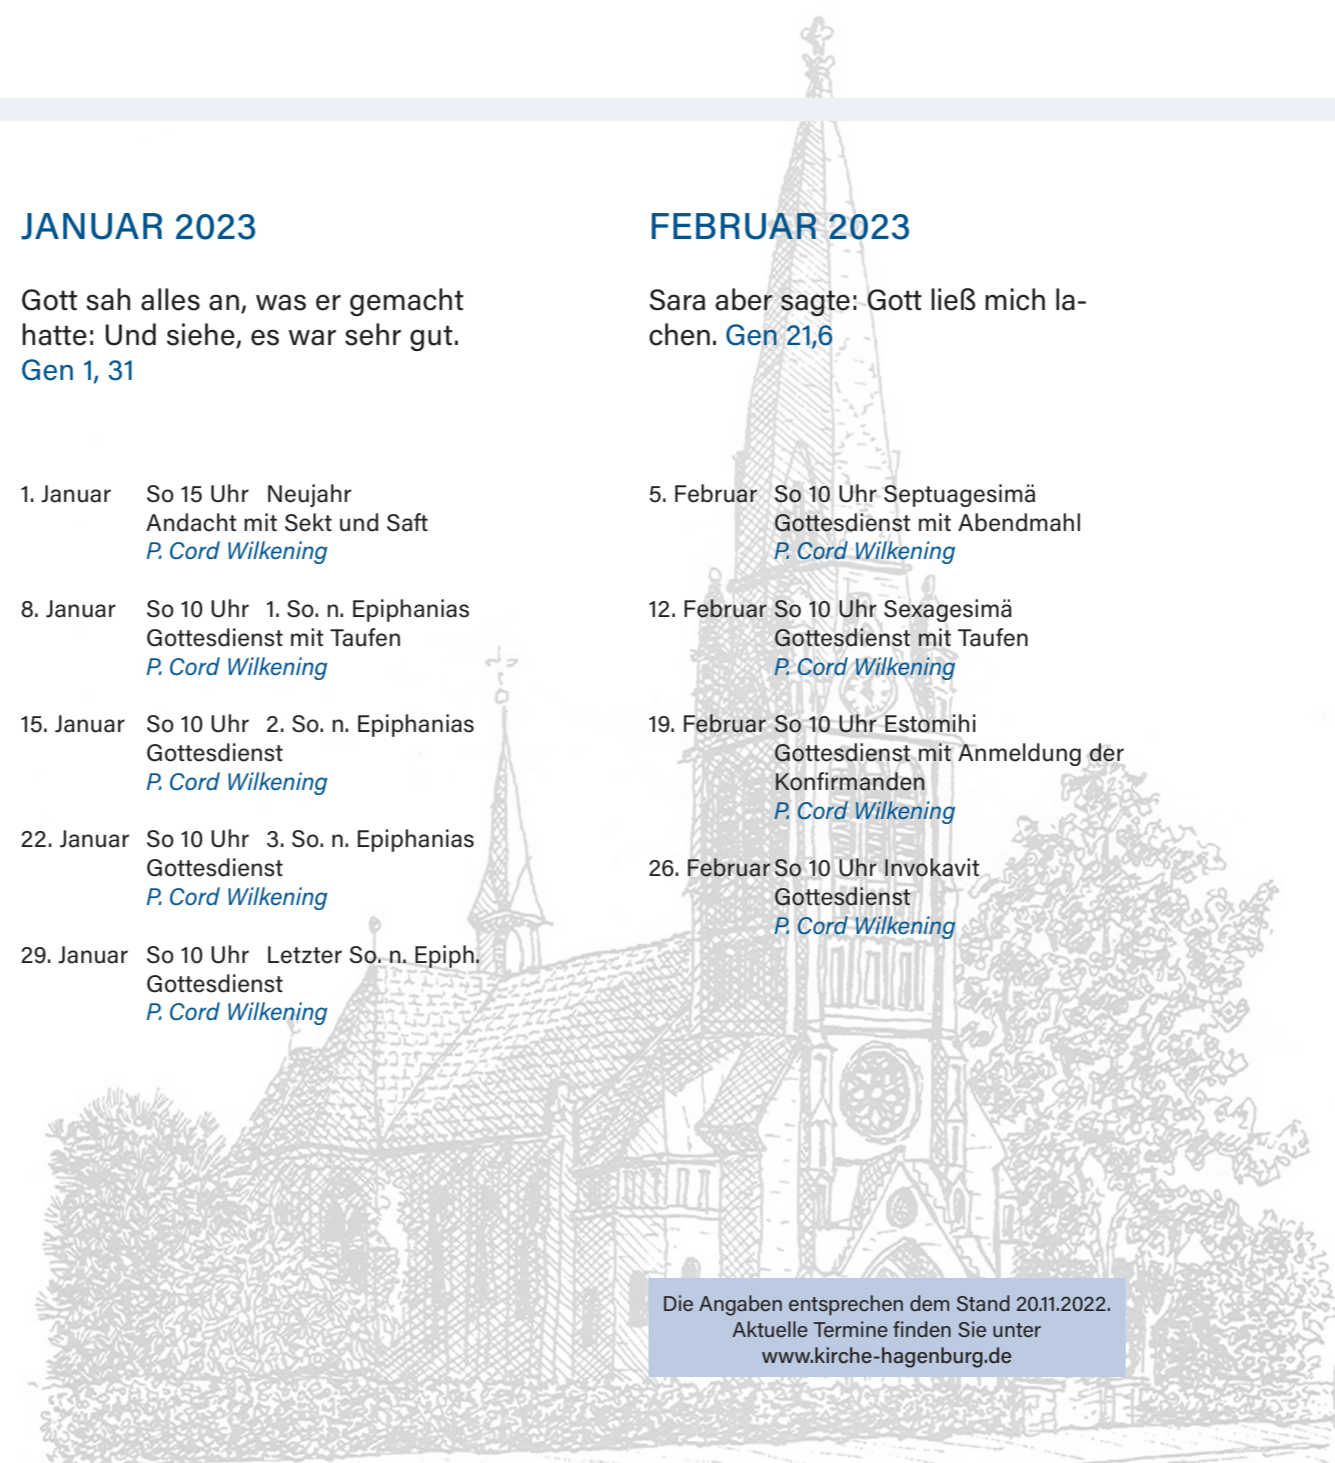 JANUAR 2023
Gott sah alles an, was er gemacht
hatte: Und siehe, es war sehr gut.
Gen 1, 31
1. Januar So 15 Uhr Neujahr
Andacht mit Sekt und Saft
P. Cord Wilkening
8. Januar So 10 Uhr 1. So. n. Epiphanias
Gottesdienst mit Taufen
P. Cord Wilkening
15. Januar So 10 Uhr 2. So. n. Epiphanias
Gottesdienst
P. Cord Wilkening
22. Januar So 10 Uhr 3. So. n. Epiphanias
Gottesdienst
P. Cord Wilkening
29. Januar So 10 Uhr Letzter So. n. Epiph.
Gottesdienst
P. Cord Wilkening
FEBRUAR 2023
Sara aber sagte: Gott ließ mich la-
chen. Gen 21,6
5. Februar So 10 Uhr Septuagesimä
Gottesdienst mit Abendmahl
P. Cord Wilkening
12. Februar So 10 Uhr Sexagesimä
Gottesdienst mit Taufen
P. Cord Wilkening
19. Februar So 10 Uhr Estomihi
Gottesdienst mit Anmeldung der
Konfirmanden
P. Cord Wilkening
26. Februar So 10 Uhr Invokavit
Gottesdienst
P. Cord Wilkening
Die Angaben entsprechen dem Stand 20.11.2022.
Aktuelle Termine finden Sie unter
www.kirche-hagenburg.de